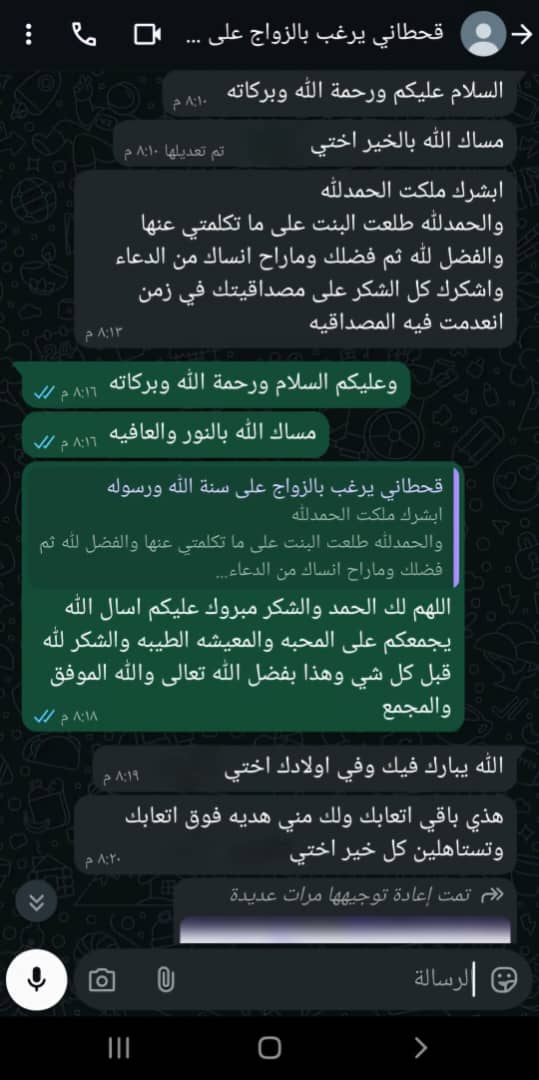 قحطاني يرغب بالزواج على ...
السلام عليكم ورحمة الله وبركاته
٨:١٠ م
مساك الله بالخير اختي
تم تعديلها ٨:١٠ م
ابشرك ملكت الحمدلله
والحمدلله طلعت البنت على ما تكلمتي عنها
والفضل لله ثم فضلك وماراح انساك من الدعاء
واشكرك كل الشكر على مصداقيتك في زمن
انعدمت فيه المصداقيه
٨:١٣ م
وعليكم السلام ورحمة الله وبركاته
٨:١٦ م
مساك الله بالنور والعافيه
٨:١٦ م
قحطاني يرغب بالزواج على سنة الله ورسوله
ابشرك ملكت الحمدلله
والحمدلله طلعت البنت على ما تكلمتي عنها والفضل لله ثم
فضلك وماراح انساك من الدعاء...
اللهم لك الحمد والشكر مبروك عليكم اسال الله
يجمعكم على المحبه والمعيشه الطيبه والشكر لله
قبل كل شي وهذا بفضل الله تعالى والله الموفق
والمجمع
٨:١٨ م
الله يبارك فيك وفي اولادك اختي
٨:١٩ م
هذي باقي اتعابك ولك مني هديه فوق اتعابك
وتستاهلين كل خير اختي
٨:٢٠ م
تمت إعادة توجيهها مرات عديدة
الرسالة